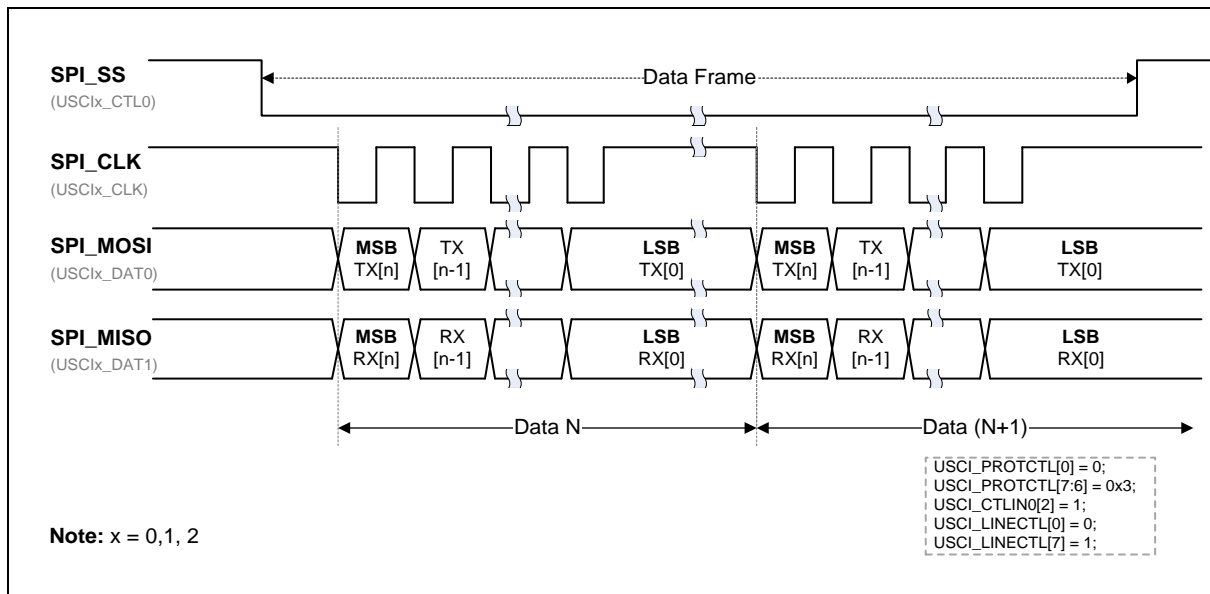 SPI_SS
(USCIx_CTL0)
Data Frame
SPI_CLK
(USCIx_CLK)
SPI_MOSI
(USCIx_DAT0)
MSB TX LSB MSB TX LSB
TX[n] [n-1] TX[0] TX[n] [n-1] TX[0]
SPI_MISO
(USCIx_DAT1)
MSB RX LSB MSB RX LSB
RX[n] [n-1] RX[0] RX[n] [n-1] RX[0]
Data N Data (N+1)
USCI_PROTCTL[0] = 0;
USCI_PROTCTL[7:6] = 0x3;
USCI_CTLIN0[2] = 1;
USCI_LINECTL[0] = 0;
USCI_LINECTL[7] = 1;
Note: x = 0,1, 2